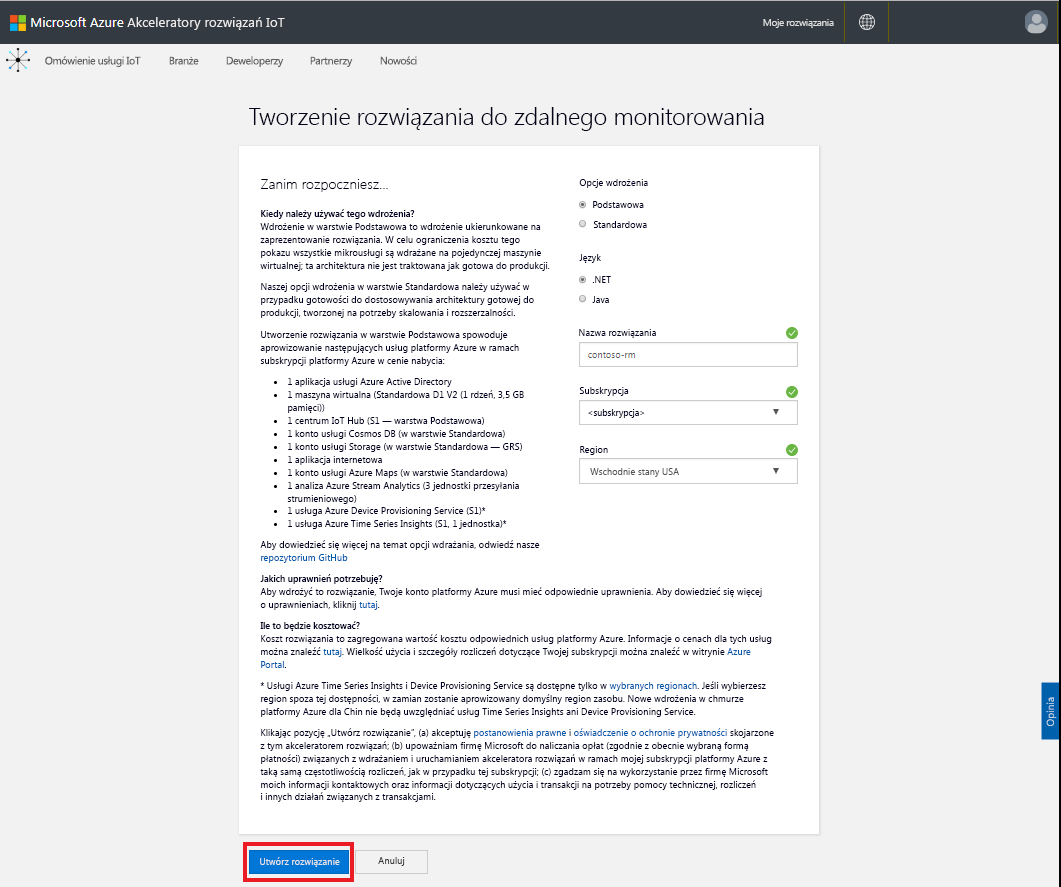 Microsoft Azure Akceleratory rozwiązań IoT
Moje rozwiązania
Omówienie usługi IoT
Branże
Deweloperzy
Partnerzy
Nowości
Tworzenie rozwiązania do zdalnego monitorowania
Zanim rozpoczniesz...
Kiedy należy używać tego wdrożenia?
Wdrożenie w warstwie Podstawowa to wdrożenie ukierunkowane na
zaprezentowanie rozwiązania. W celu ograniczenia kosztu tego
pokazu wszystkie mikrousługi są wdrażane na pojedynczej maszynie
wirtualnej; ta architektura nie jest traktowana jak gotowa do produkcji.
Naszej opcji wdrożenia w warstwie Standardowa należy używać w
przypadku gotowości do dostosowywania architektury gotowej do
produkcji, tworzonej na potrzeby skalowania i rozszerzalności.
Utworzenie rozwiązania w warstwie Podstawowa spowoduje
aprowizowanie następujących usług platformy Azure w ramach
subskrypcji platformy Azure w cenie nabycia:
• 1 aplikacja usługi Azure Active Directory
• 1 maszyna wirtualna (Standardowa D1 V2 (1 rdzeń, 3,5 GB
pamięci))
• 1 centrum IoT Hub (S1 — warstwa Podstawowa)
• 1 konto usługi Cosmos DB (w warstwie Standardowa)
• 1 konto usługi Storage (w warstwie Standardowa — GRS)
• 1 aplikacja internetowa
• 1 konto usługi Azure Maps (w warstwie Standardowa)
• 1 analiza Azure Stream Analytics (3 jednostki przesyłania
strumieniowego)
• 1 usługa Azure Device Provisioning Service (S1)*
• 1 usługa Azure Time Series Insights (S1, 1 jednostka)*
Aby dowiedzieć się więcej na temat opcji wdrażania, odwiedź nasze
repozytorium GitHub
Opcje wdrożenia
Podstawowa
Standardowa
Język
.NET
Java
Nazwa rozwiązania
contoso-rm
Subskrypcja
<subskrypcja>
Region
Wschodnie stany USA
Jakich uprawnień potrzebuję?
Aby wdrożyć to rozwiązanie, Twoje konto platformy Azure musi mieć odpowiednie uprawnienia. Aby dowiedzieć się więcej
o uprawnieniach, kliknij tutaj.
Ile to będzie kosztować?
Koszt rozwiązania to zagregowana wartość kosztu odpowiednich usług platformy Azure. Informacje o cenach dla tych usług
można znaleźć tutaj. Wielkość użycia i szczegóły rozliczeń dotyczące Twojej subskrypcji można znaleźć w witrynie Azure
Portal.
* Usługi Azure Time Series Insights i Device Provisioning Service są dostępne tylko w wybranych regionach. Jeśli wybierzesz
region spoza tej dostępności, w zamian zostanie aprowizowany domyślny region zasobu. Nowe wdrożenia w chmurze
platformy Azure dla Chin nie będą uwzględniać usług Time Series Insights ani Device Provisioning Service.
Klikając pozycję „Utwórz rozwiązanie”, (a) akceptuję postanowienia prawne i oświadczenie o ochronie prywatności skojarzone
z tym akceleratorem rozwiązań; (b) upoważniam firmę Microsoft do naliczania opłat (zgodnie z obecnie wybraną formą
płatności) związanych z wdrażaniem i uruchamianiem akceleratora rozwiązań w ramach mojej subskrypcji platformy Azure z
taką samą częstotliwością rozliczeń, jak w przypadku tej subskrypcji; (c) zgadzam się na wykorzystanie przez firmę Microsoft
moich informacji kontaktowych oraz informacji dotyczących użycia i transakcji na potrzeby pomocy technicznej, rozliczeń
i innych działań związanych z transakcjami.
Opinia
Utwórz rozwiązanie
Anuluj